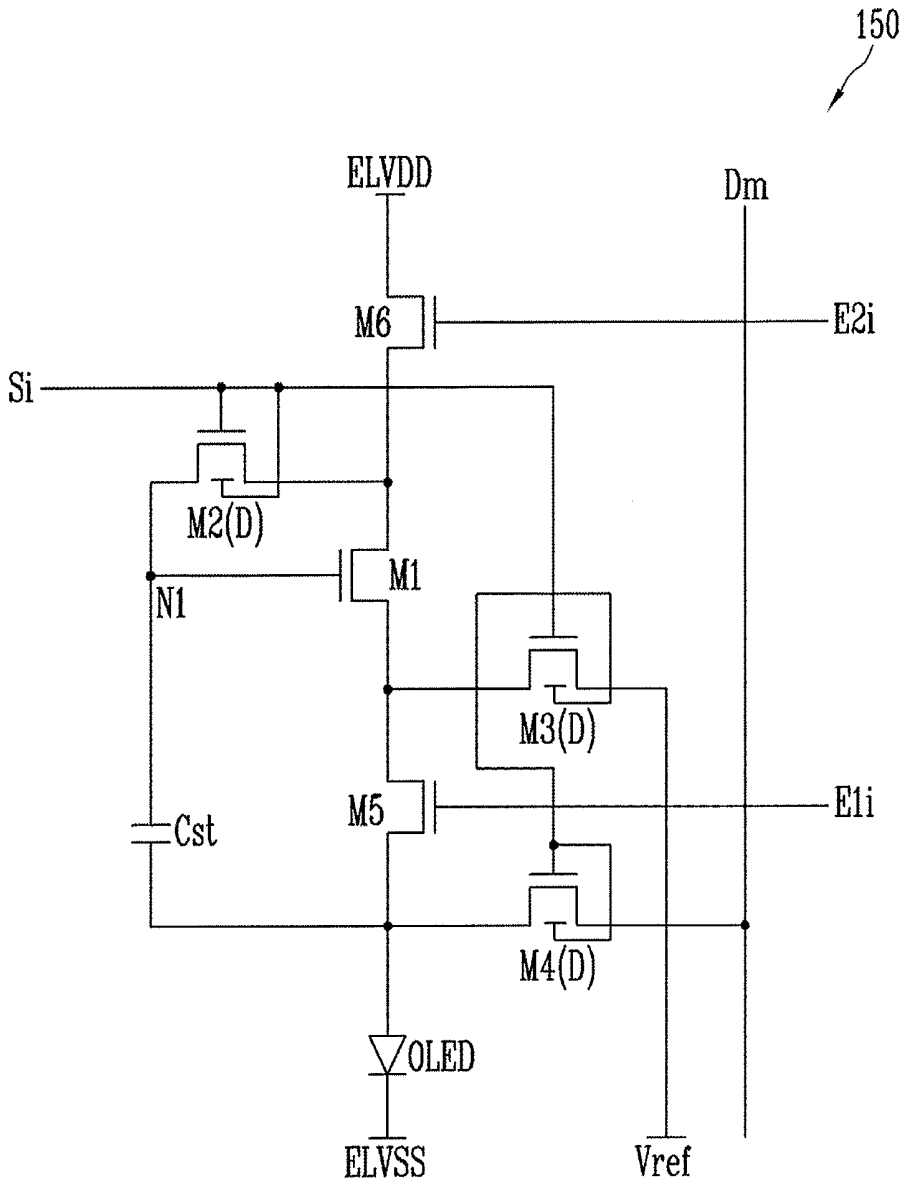 150
ELVDD
Dm
M6
E2i
Si
M2(D)
M1
N1
M3(D)
M5
E1i
Cst
M4(D)
OLED
ELVSS
Vref